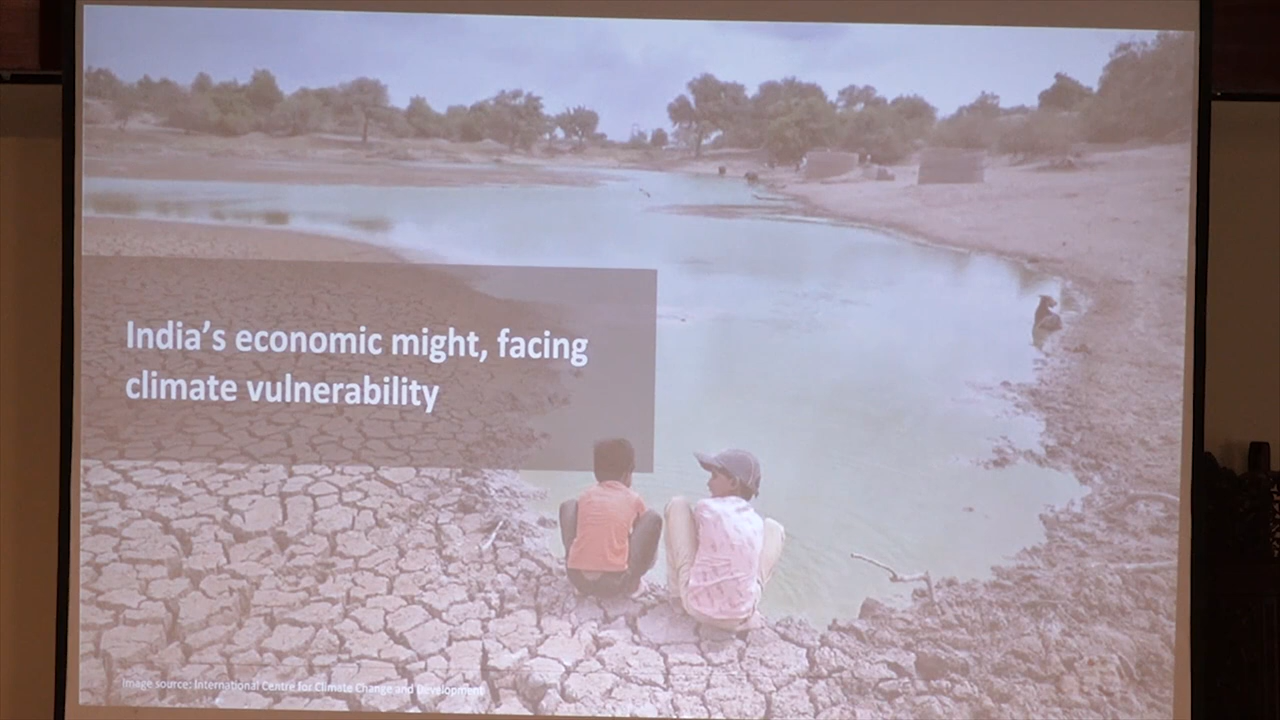 India's economic might, facing
climate vulnerability
Image source: International Centre for Climate Change and Development